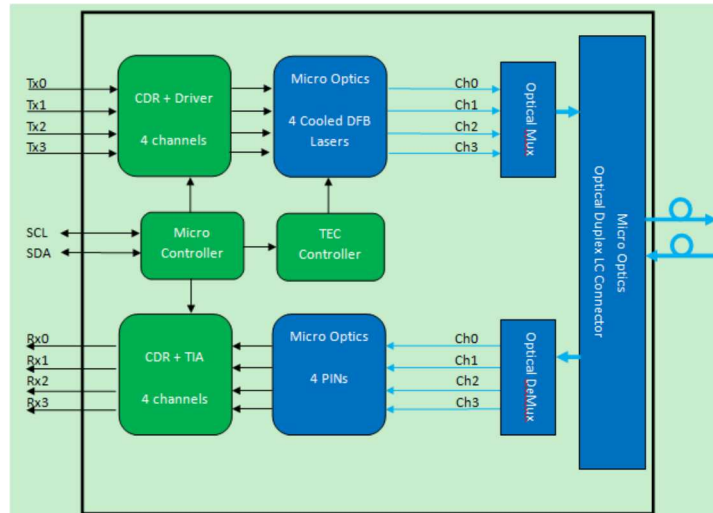 Tx0
Tx1
Tx2
Tx3
CDR + Driver
4 channels
Micro Optics
4 Cooled DFB
Lasers
Ch0
Ch1
Ch2
Ch3
Optical Mux
SCL
SDA
Micro
Controller
TEC
Controller
Micro Optics
Optical Duplex LC Connector
Rx0
Rx1
Rx2
Rx3
CDR + TIA
4 channels
Micro Optics
4 PINs
Ch0
Ch1
Ch2
Ch3
Optical DeMux